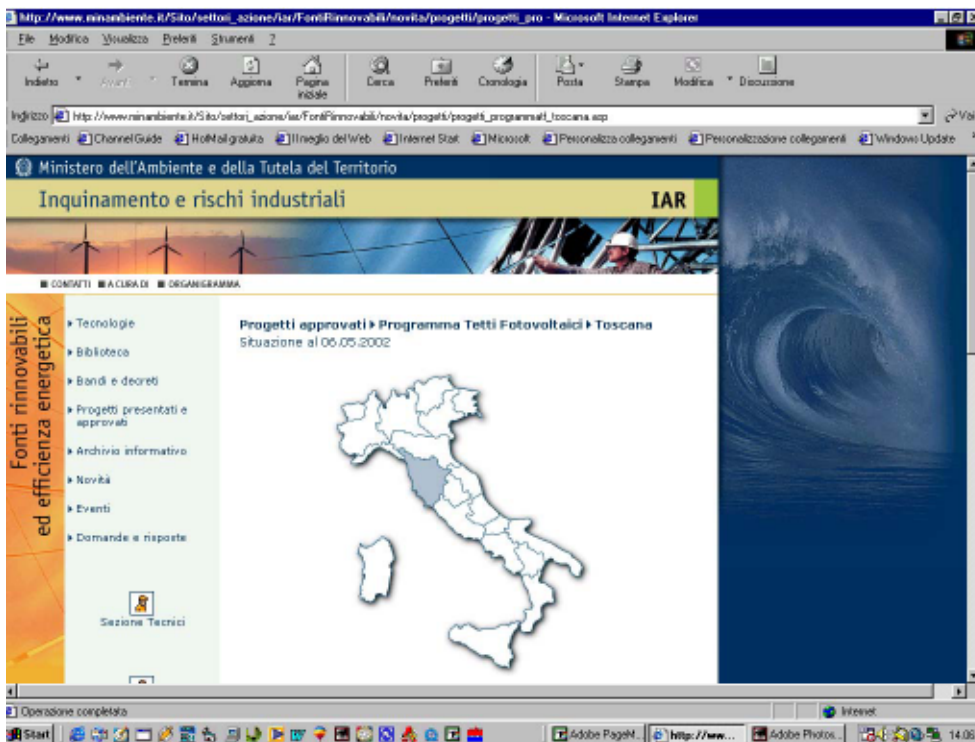 http://www.minambiente.it/Sito/settori_azione/iar/FontiRinnovabili/novita/progetti/progetti_pro - Microsoft Internet Explorer
File Modifica Visualizza Preferiti Strumenti ?
Indietro Avanti Termina Aggiorna Pagina iniziale Cerca Preferiti Cronologia Posta Stampa Modifica Discussione
Indirizzo http://www.minambiente.it/Sito/settori_azione/iar/FontiRinnovabili/novita/progetti/progetti_programmatt_toscana.asp Vai
Collegamenti Channel Guide HotMail gratuita Il meglio del Web Internet Start Microsoft Personalizza collegamenti Personalizzazione collegamenti Windows Update
Ministero dell'Ambiente e della Tutela del Territorio
Inquinamento e rischi industriali IAR
CONTATTI A CURA DI ORGANIGRAMMA
Fonti rinnovabili
ed efficienza energetica
Tecnologie
Biblioteca
Bandi e decreti
Progetti presentati e
approvati
Archivio informativo
Novità
Eventi
Domande e risposte
Sezione Tecnici
Progetti approvati Programma Tetti Fotovoltaici Toscana
Situazione al 06.05.2002
Operazione completata Internet
Start Adobe PageM... http://ww... Adobe Photos...